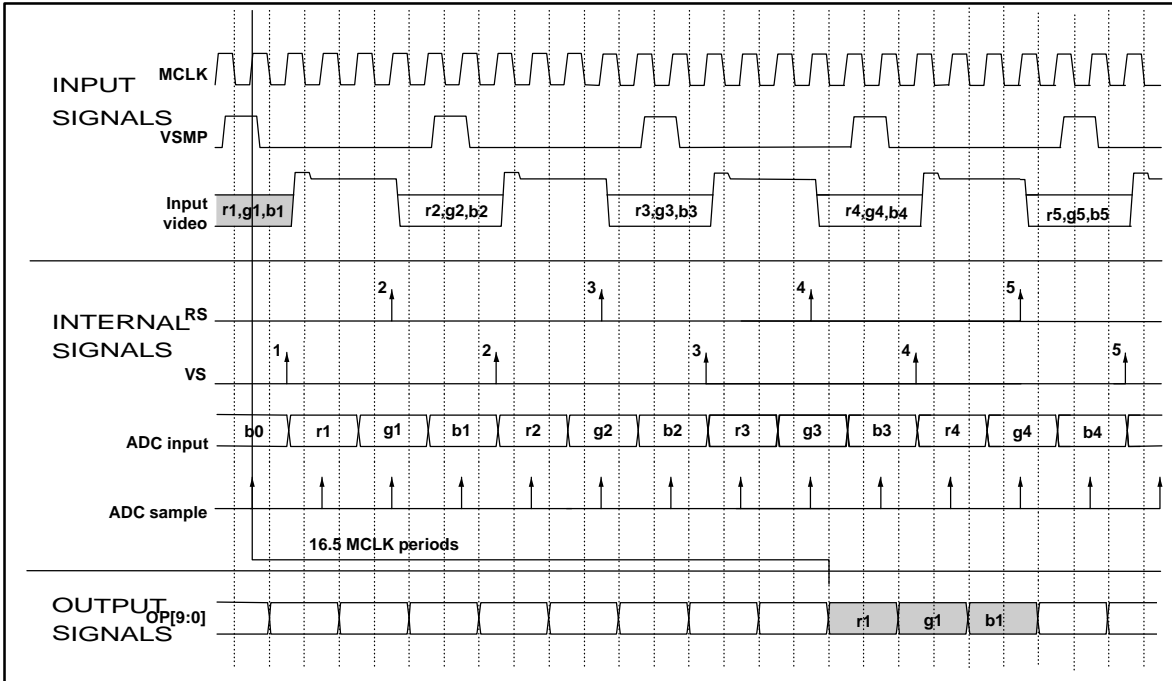 INPUT
SIGNALS
MCLK
VSMP
Input
video
r1,g1,b1
r2,g2,b2
r3,g3,b3
r4,g4,b4
r5,g5,b5
INTERNAL
SIGNALS
RS
2
3
4
5
VS
1
2
3
4
5
ADC input
b0
r1
g1
b1
r2
g2
b2
r3
g3
b3
r4
g4
b4
ADC sample
16.5 MCLK periods
OUTPUT
SIGNALS
OP[9:0]
r1
g1
b1